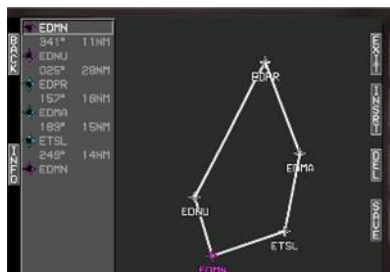 BACK
INFO
EDMN
341° 11NM
EDNU
025° 28NM
EDPR
157° 18NM
EDMA
189° 15NM
ETSL
249° 14NM
EDMN
EDPR
EDMA
EDNU
ETSL
EDMN
EXIT
INSRT
DEL
SAVE